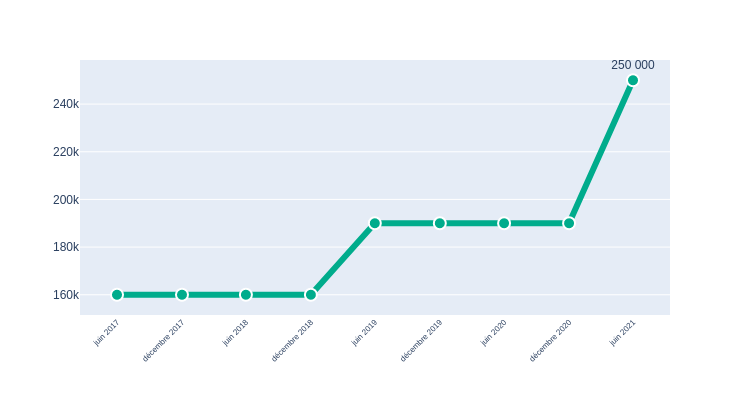 250 000
240k
220k
200k
180k
160k
juin 2017
décembre 2017
juin 2018
décembre 2018
juin 2019
décembre 2019
juin 2020
décembre 2020
juin 2021